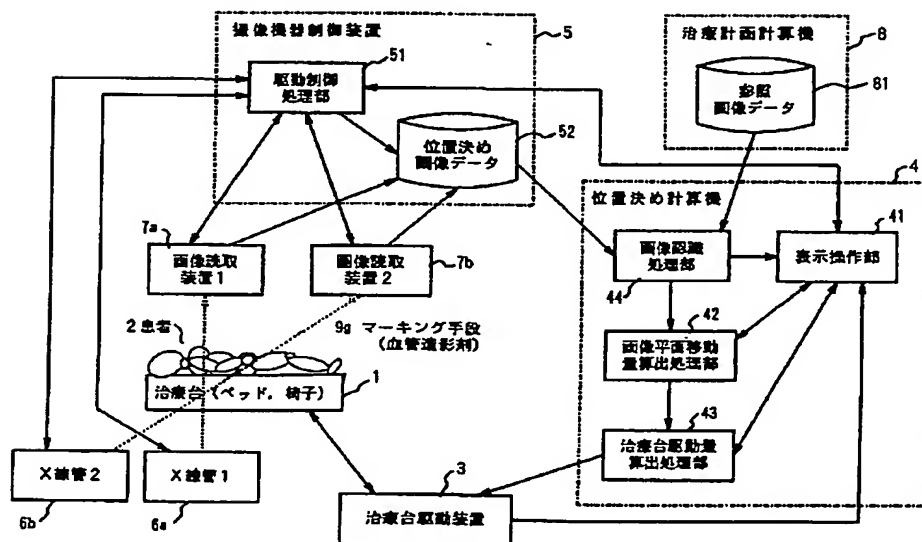 撮像機器制御装置
5
駆動制御
処理部
51
位置決め
画像データ
52
治療計画計算機
8
参照
画像データ
81
4
位置決め計算機
画像認識
処理部
44
表示操作部
41
7a
画像読取
装置1
画像読取
装置2
7b
2患者
9g マーキング手段
(血管造影剤)
治療台(ベッド,椅子)
1
42
画像平面移動
量算出処理部
43
治療台駆動量
算出処理部
X線管2
6b
X線管1
6a
3
治療台駆動装置